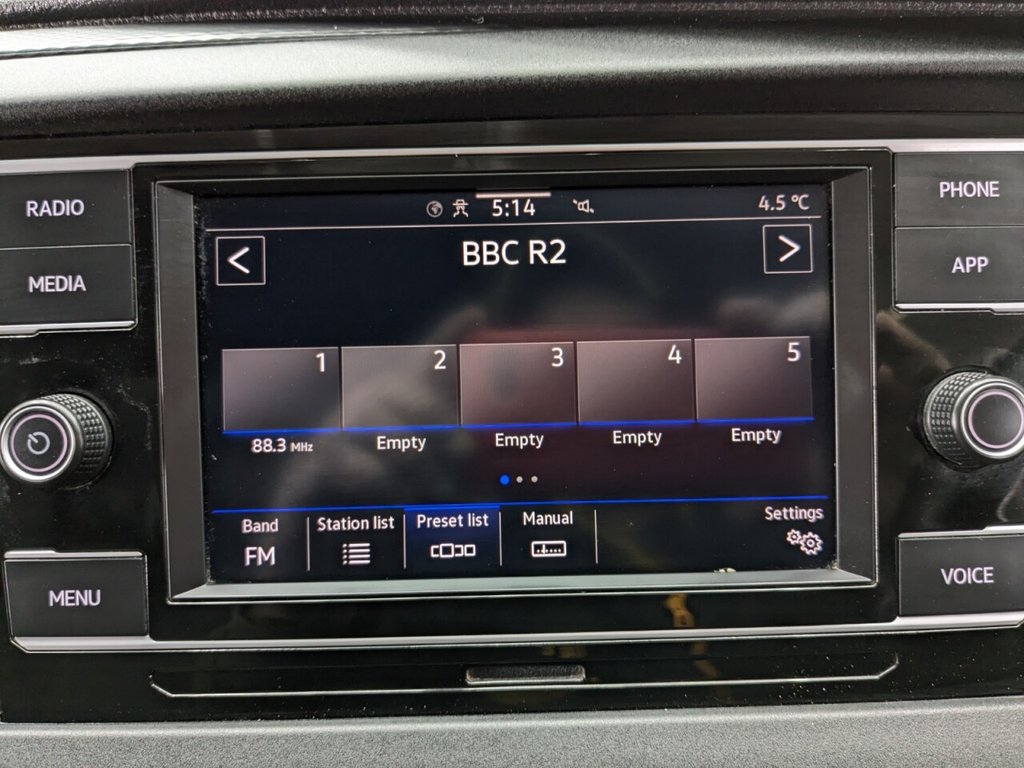 5:14
4.5 °C
RADIO
PHONE
BBC R2
MEDIA
APP
1 2 3 4 5
88.3 MHz Empty Empty Empty Empty
Band Station list Preset list Manual Settings
FM
MENU
VOICE